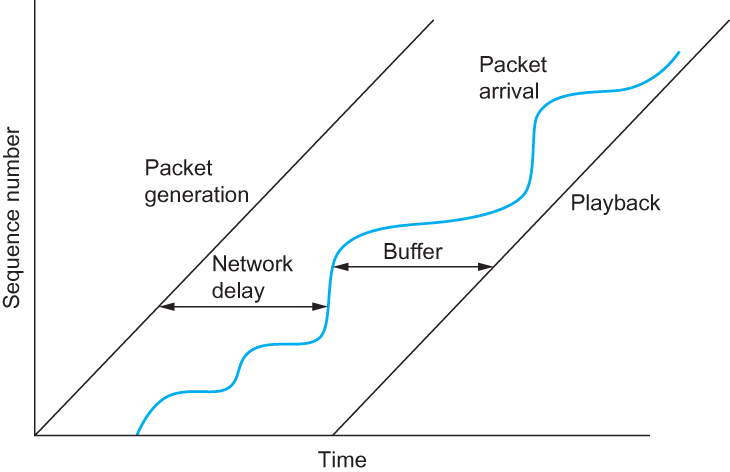 Packet
arrival
Packet
generation
Playback
Network
delay
Buffer
Sequence number
Time